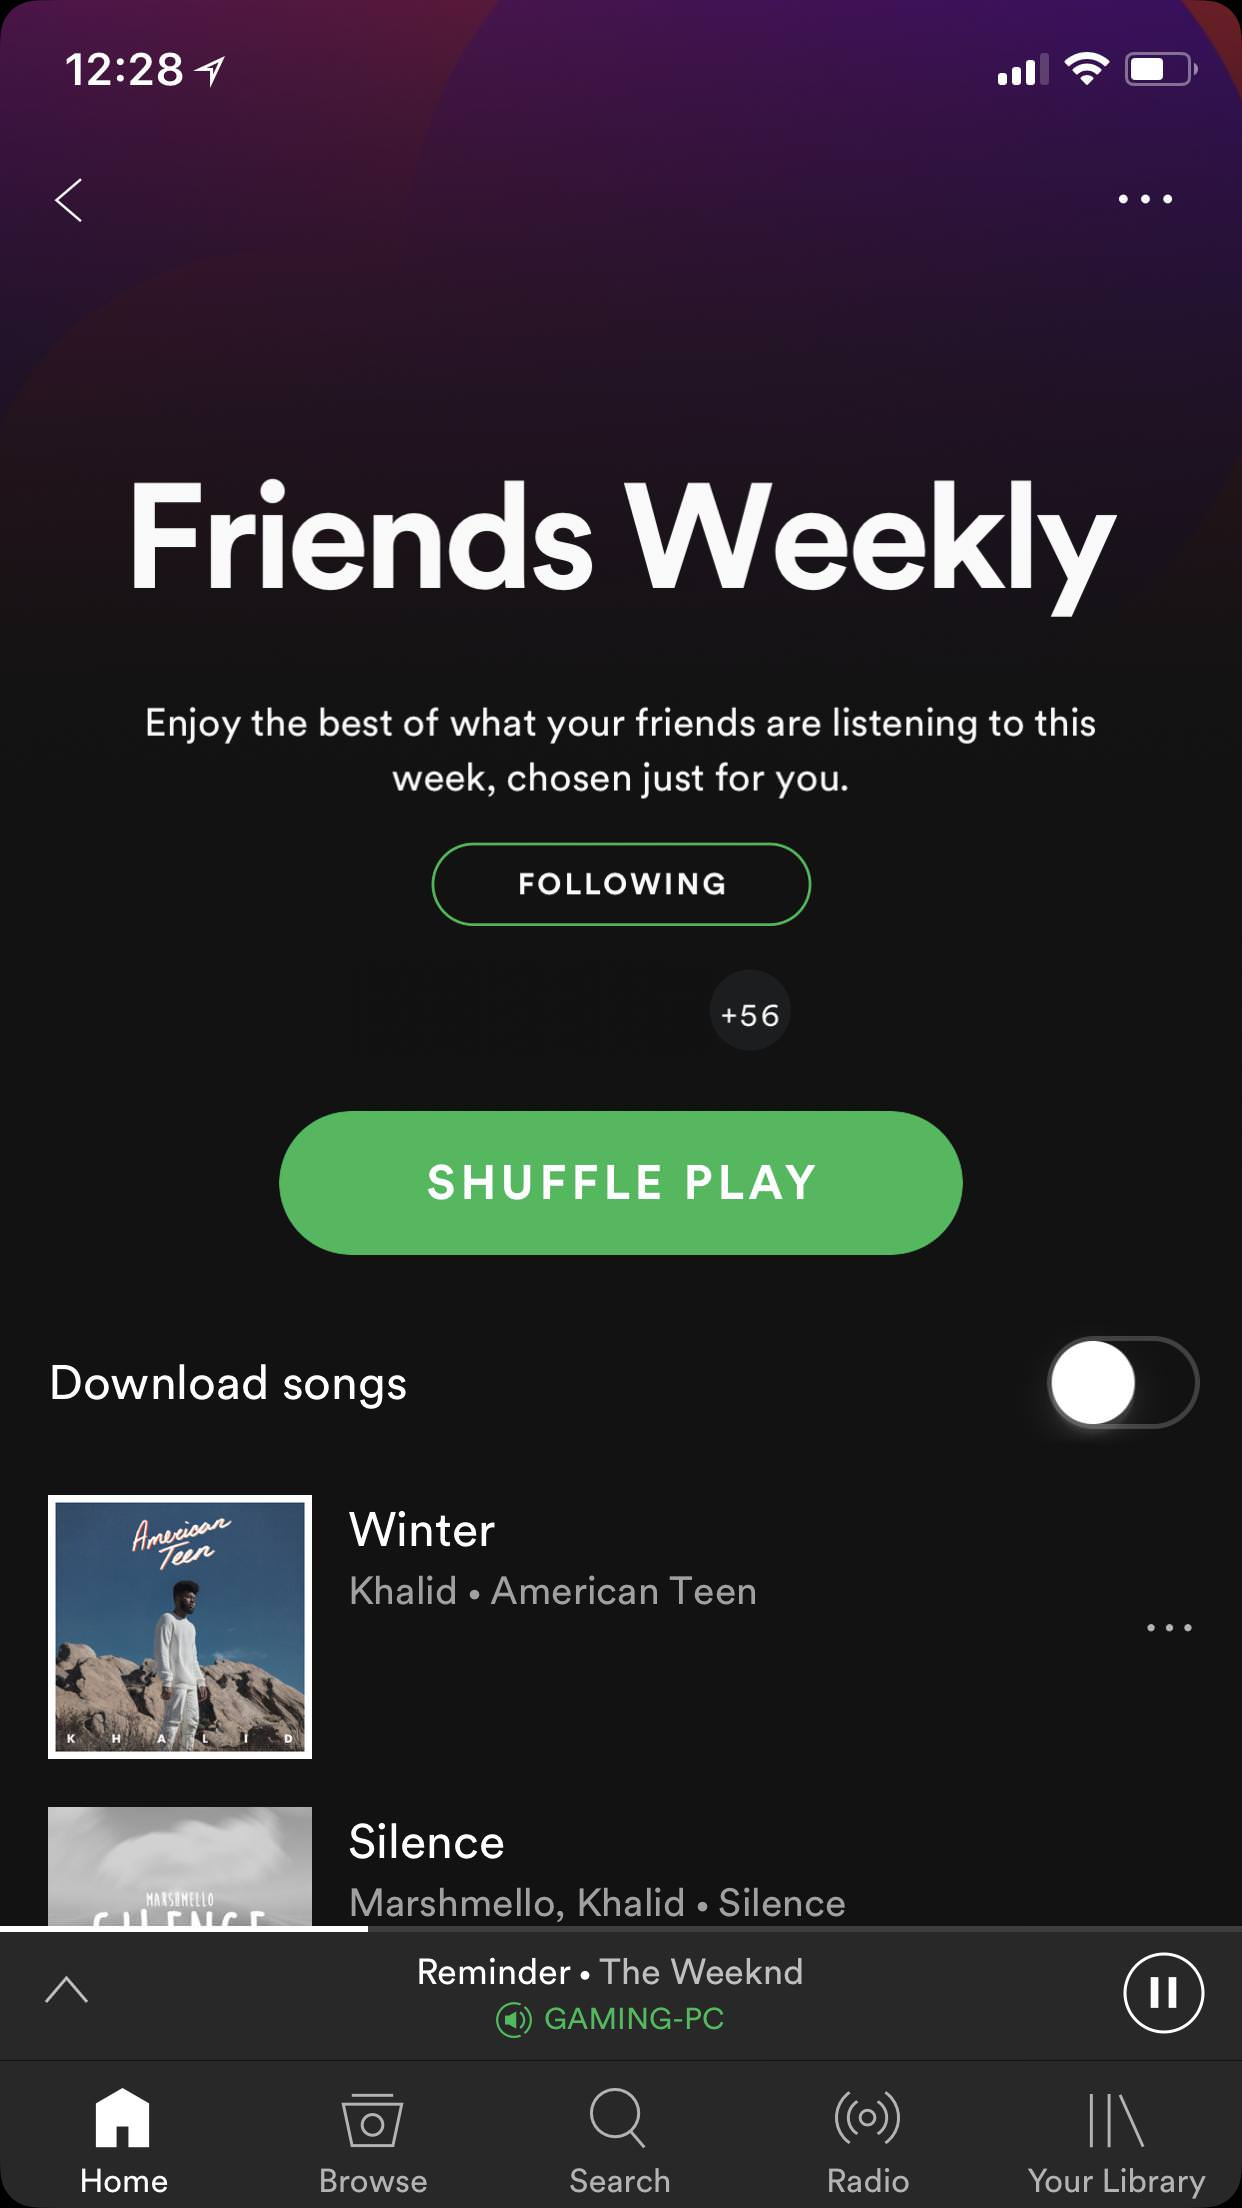 12:28
Friends Weekly
Enjoy the best of what your friends are listening to this
week, chosen just for you.
FOLLOWING
+56
SHUFFLE PLAY
Download songs
American
Teen
KHALID
Winter
Khalid • American Teen
MARSHMELLO
SILENCE
Silence
Marshmello, Khalid • Silence
Reminder • The Weeknd
GAMING-PC
Home
Browse
Search
Radio
Your Library